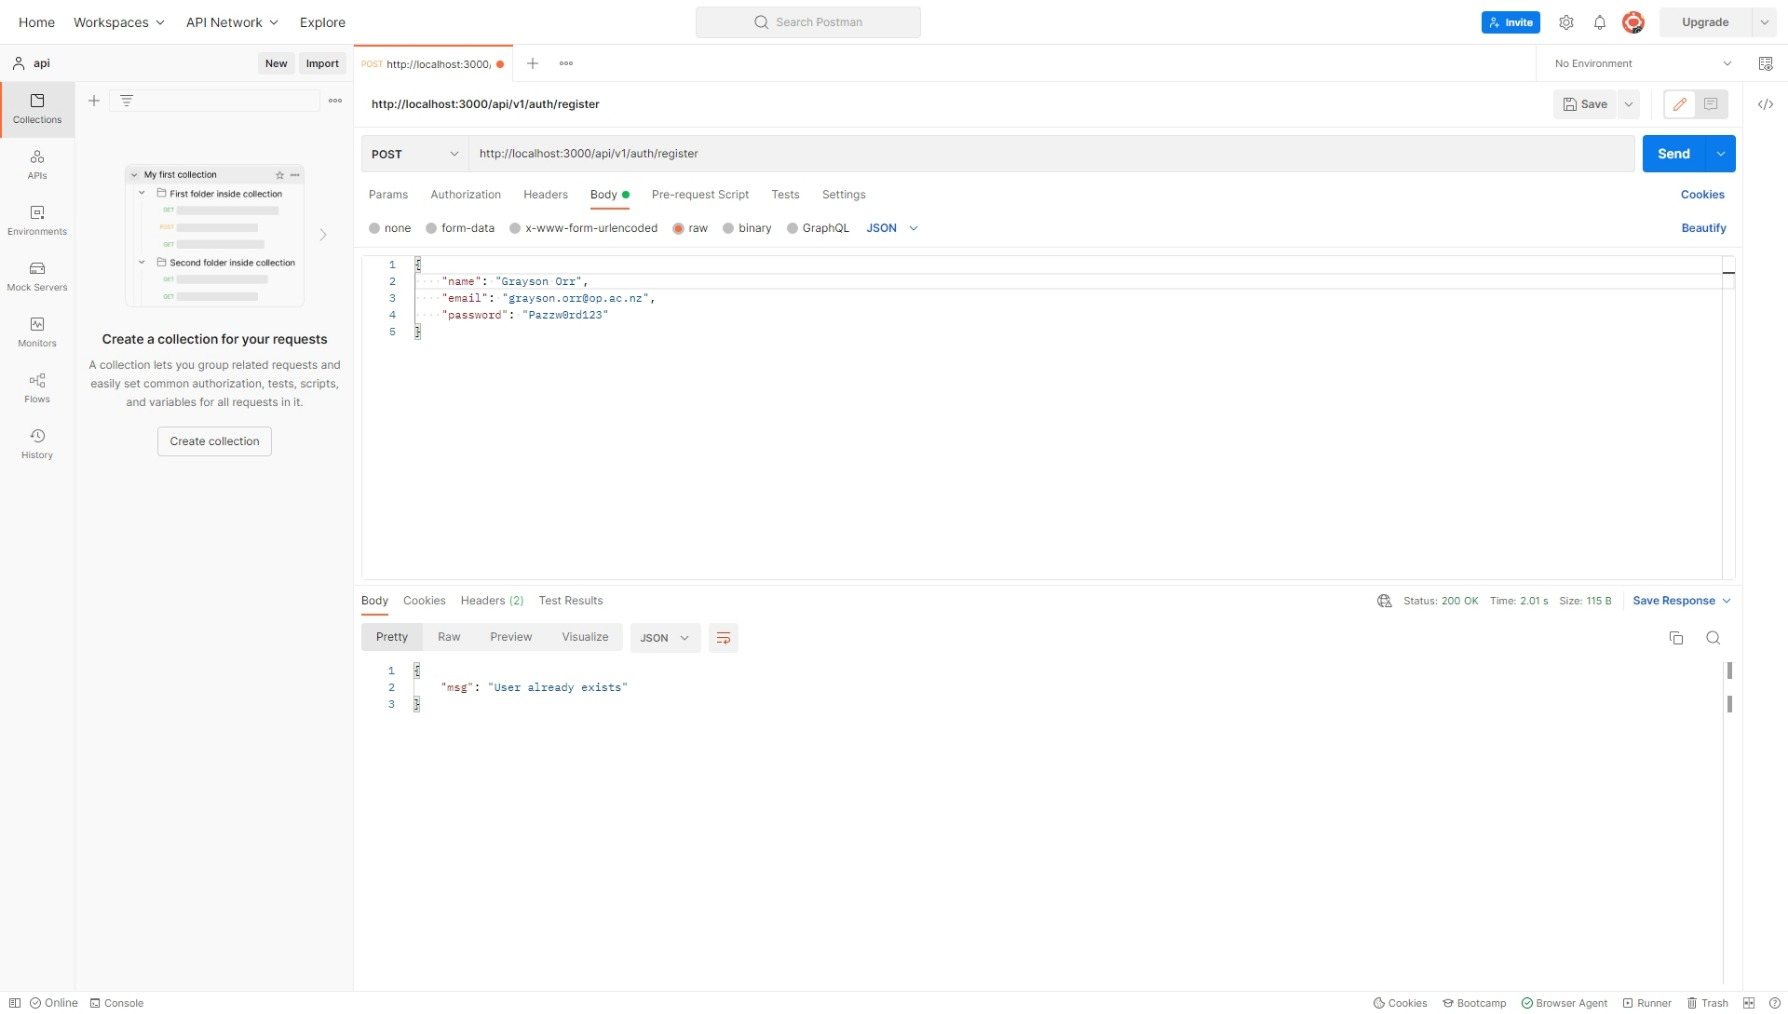 Home Workspaces API Network Explore Search Postman Invite Upgrade
api New Import POST http://localhost:3000/ No Environment
http://localhost:3000/api/v1/auth/register Save
POST http://localhost:3000/api/v1/auth/register Send
Params Authorization Headers Body Pre-request Script Tests Settings Cookies
none form-data x-www-form-urlencoded raw binary GraphQL JSON Beautify
Collections
APIs
Environments
Mock Servers
Monitors
Flows
History
My first collection
First folder inside collection
GET
POST
GET
Second folder inside collection
GET
GET
Create a collection for your requests
A collection lets you group related requests and
easily set common authorization, tests, scripts,
and variables for all requests in it.
Create collection
1 {
2 "name": "Grayson Orr",
3 "email": "grayson.orr@op.ac.nz",
4 "password": "Pazzw0rd123"
5 }
Body Cookies Headers (2) Test Results Status: 200 OK Time: 2.01 s Size: 115 B Save Response
Pretty Raw Preview Visualize JSON
1 {
2 "msg": "User already exists"
3 }
Online Console Cookies Bootcamp Browser Agent Runner Trash